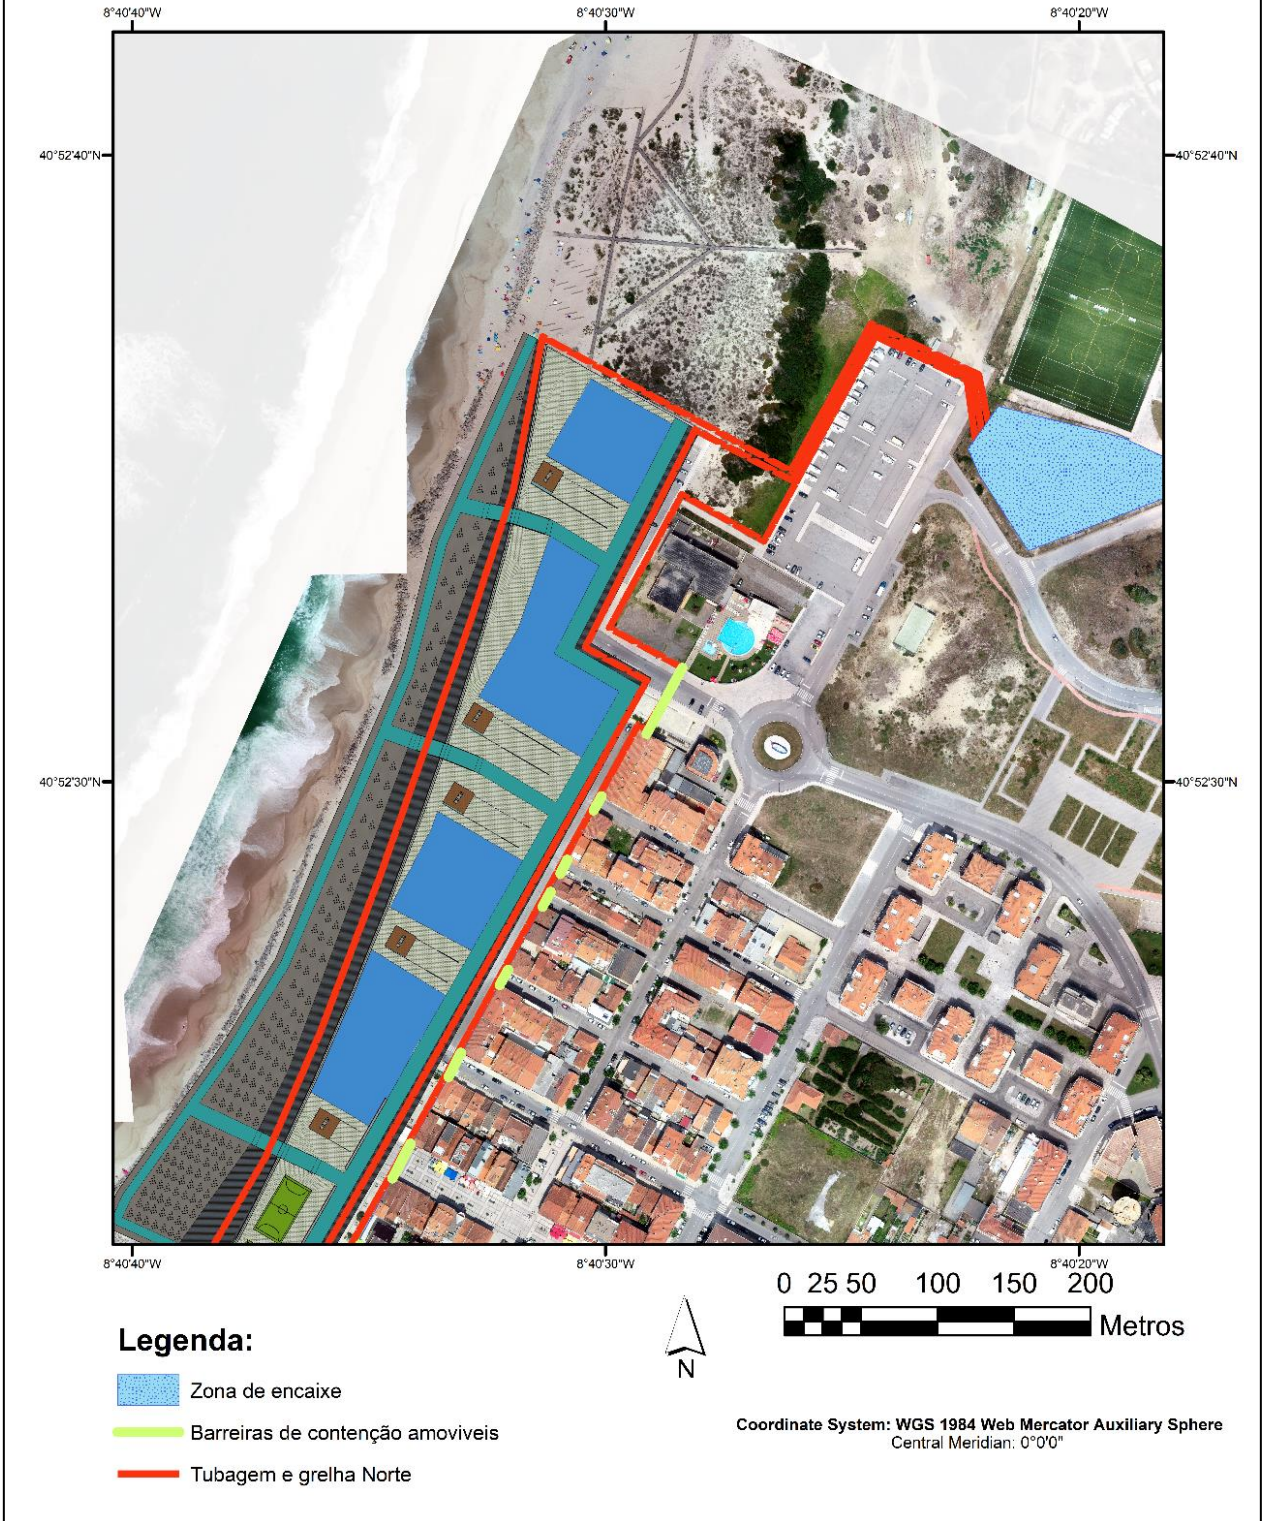 8°40'40"W 8°40'30"W 8°40'20"W
40°52'40"N 40°52'40"N
40°52'30"N 40°52'30"N
8°40'40"W 8°40'30"W 8°40'20"W
0 25 50 100 150 200
Metros
N
Legenda:
Zona de encaixe
Barreiras de contenção amoviveis
Tubagem e grelha Norte
Coordinate System: WGS 1984 Web Mercator Auxiliary Sphere
Central Meridian: 0°0'0"